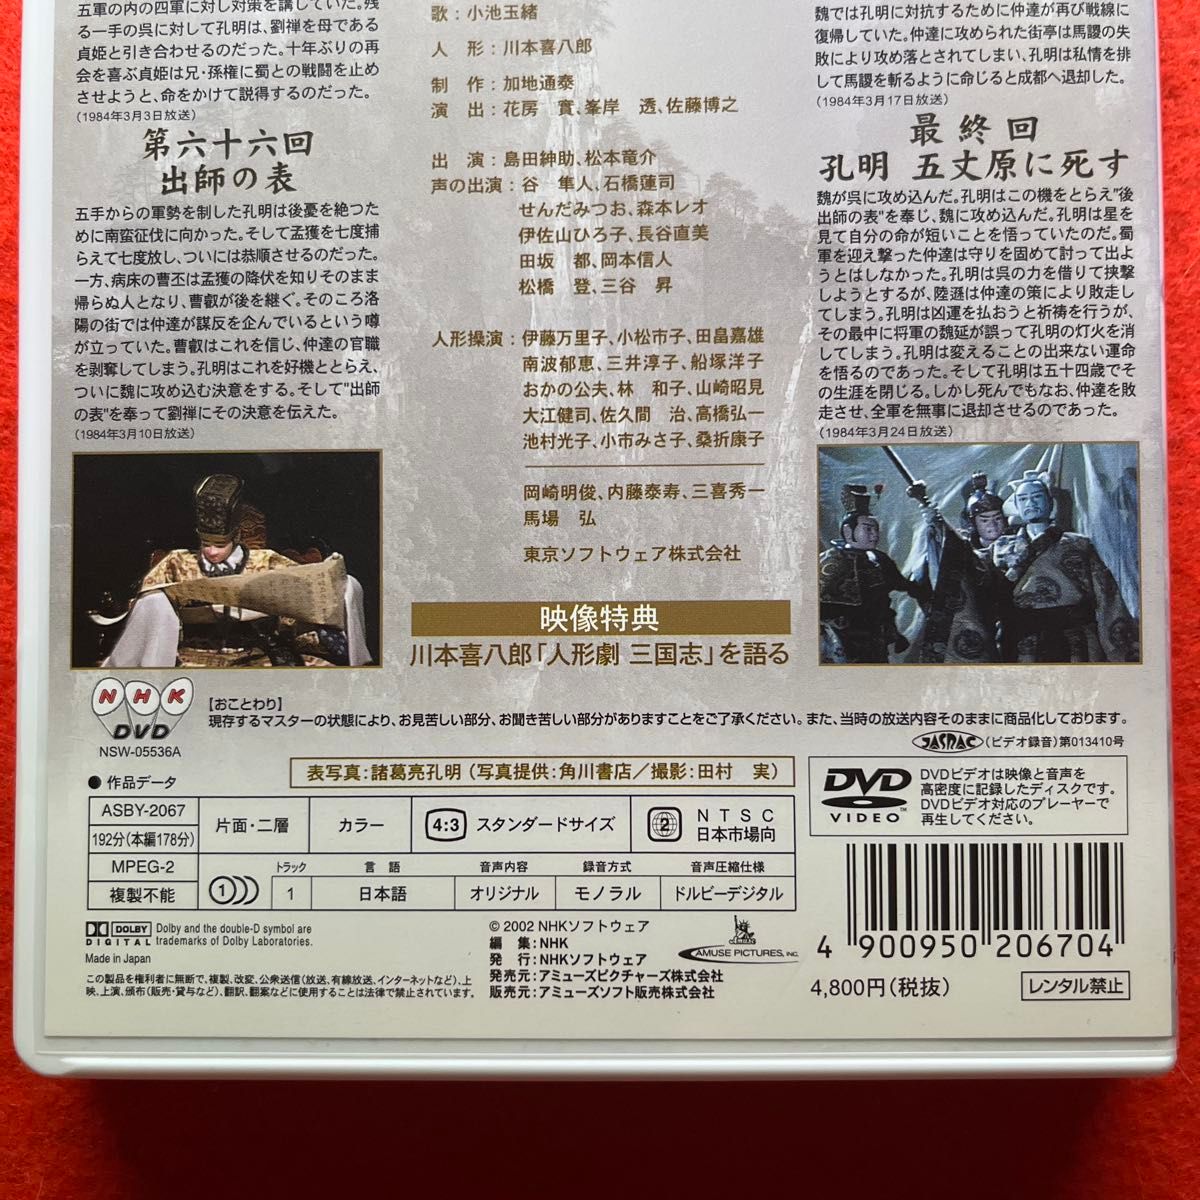 五軍の内の四軍に対し対策を講じていた。残
る一手の呉に対して孔明は、劉禅を母である
貞姫と引き合わせるのだった。十年ぶりの再
会を喜ぶ貞姫は兄・孫権に蜀との戦闘を止め
させようと、命をかけて説得するのだった。
(1984年3月3日放送)
第六十六回
出師の表
五手からの軍勢を制した孔明は後憂を絶つた
めに南蛮征伐に向かった。そして孟獲を七度捕
らえて七度放し、ついには恭順させるのだった。
一方、病床の曹丕は孟獲の降伏を知りそのまま
帰らぬ人となり、曹叡が後を継ぐ。そのころ洛
陽の街では仲達が謀反を企んでいるという噂
が立っていた。曹叡はこれを信じ、仲達の官職
を剥奪してしまう。孔明はこれを好機ととらえ、
ついに魏に攻め込む決意をする。そして"出師
の表"を奉って劉禅にその決意を伝えた。
(1984年3月10日放送)
歌:小池玉緒
人 形:川本喜八郎
制 作:加地通泰
演 出:花房 實、峯岸 透、佐藤博之
出 演:島田紳助、松本竜介
声の出演:谷 隼人、石橋蓮司
せんだみつお、森本レオ
伊佐山ひろ子、長谷直美
田坂 都、岡本信人
松橋 登、三谷 昇
人形操演:伊藤万里子、小松市子、田畠嘉雄
南波郁恵、三井淳子、船塚洋子
おかの公夫、林 和子、山崎昭見
大江健司、佐久間 治、高橋弘一
池村光子、小市みさ子、桑折康子
岡崎明俊、内藤泰寿、三喜秀一
馬場 弘
東京ソフトウェア株式会社
映像特典
川本喜八郎「人形劇 三国志」を語る
魏では孔明に対抗するために仲達が再び戦線に
復帰していた。仲達に攻められた街亭は馬謖の失
敗により攻め落とされてしまい、孔明は私情を排
して馬謖を斬るように命じると成都へ退却した。
(1984年3月17日放送)
最終回
孔明 五丈原に死す
魏が呉に攻め込んだ。孔明はこの機をとらえ"後
出師の表"を奉じ、魏に攻め込んだ。孔明は星を
見て自分の命が短いことを悟っていたのだ。蜀
軍を迎え撃った仲達は守りを固めて討って出よ
うとはしなかった。孔明は呉の力を借りて挟撃
しようとするが、陸遜は仲達の策により敗走し
てしまう。孔明は凶運を払おうと祈祷を行うが、
その最中に将軍の魏延が誤って孔明の灯火を消
してしまう。孔明は変えることの出来ない運命
を悟るのであった。そして孔明は五十四歳でそ
の生涯を閉じる。しかし死んでもなお、仲達を敗
走させ、全軍を無事に退却させるのであった。
(1984年3月24日放送)
NHK
DVD
NSW-05536A
【おことわり】
現存するマスターの状態により、お見苦しい部分、お聞き苦しい部分がありますことをご了承ください。また、当時の放送内容そのままに商品化しております。
JASRAC (ビデオ録音)第013410号
● 作品データ
表写真:諸葛亮孔明(写真提供:角川書店/撮影:田村 実)
ASBY-2067
192分(本編178分)
片面・二層
カラー
4:3 スタンダードサイズ
2 NTSC
日本市場向
MPEG-2
複製不能
1
トラック
1
言語
日本語
音声内容
オリジナル
録音方式
モノラル
音声圧縮仕様
ドルビーデジタル
DVD
VIDEO
TM
DVDビデオは映像と音声を
高密度に記録したディスクです。
DVDビデオ対応のプレーヤーで
再生してください。
DOLBY
DIGITAL
Dolby and the double-D symbol are
trademarks of Dolby Laboratories.
Made in Japan
この製品を権利者に無断で、複製、改変、公衆送信(放送、有線放送、インターネットなど)、上
映、上演、頒布(販売・貸与など)、翻訳、翻案などに使用することは法律で禁止されています。
© 2002 NHKソフトウェア
編 集:NHK
発 行:NHKソフトウェア
発売元:アミューズピクチャーズ株式会社
販売元:アミューズソフト販売株式会社
AMUSE PICTURES, INC.
4 900950 206704
4,800円(税抜)
レンタル禁止